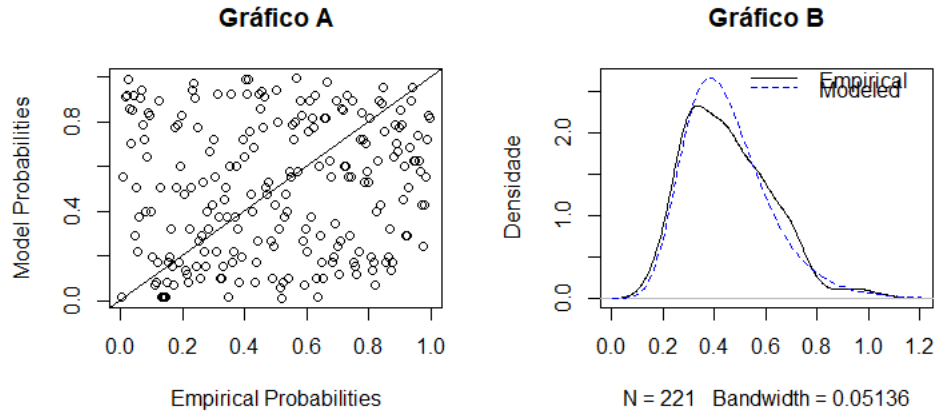 Gráfico A
Model Probabilities
0.0 0.4 0.8
0.0 0.2 0.4 0.6 0.8 1.0
Empirical Probabilities
Gráfico B
Empirical
Modeled
Densidade
0.0 1.0 2.0
0.0 0.2 0.4 0.6 0.8 1.0 1.2
N = 221 Bandwidth = 0.05136